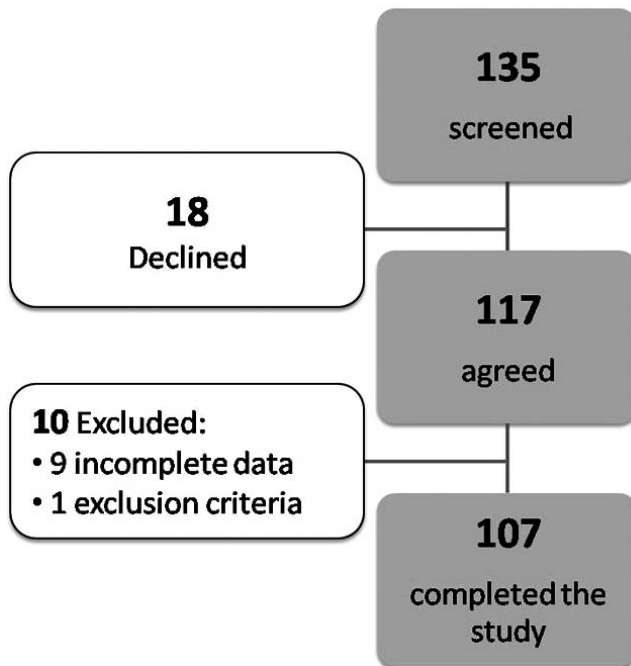 135
screened
18
Declined
117
agreed
10 Excluded:
• 9 incomplete data
• 1 exclusion criteria
107
completed the
study